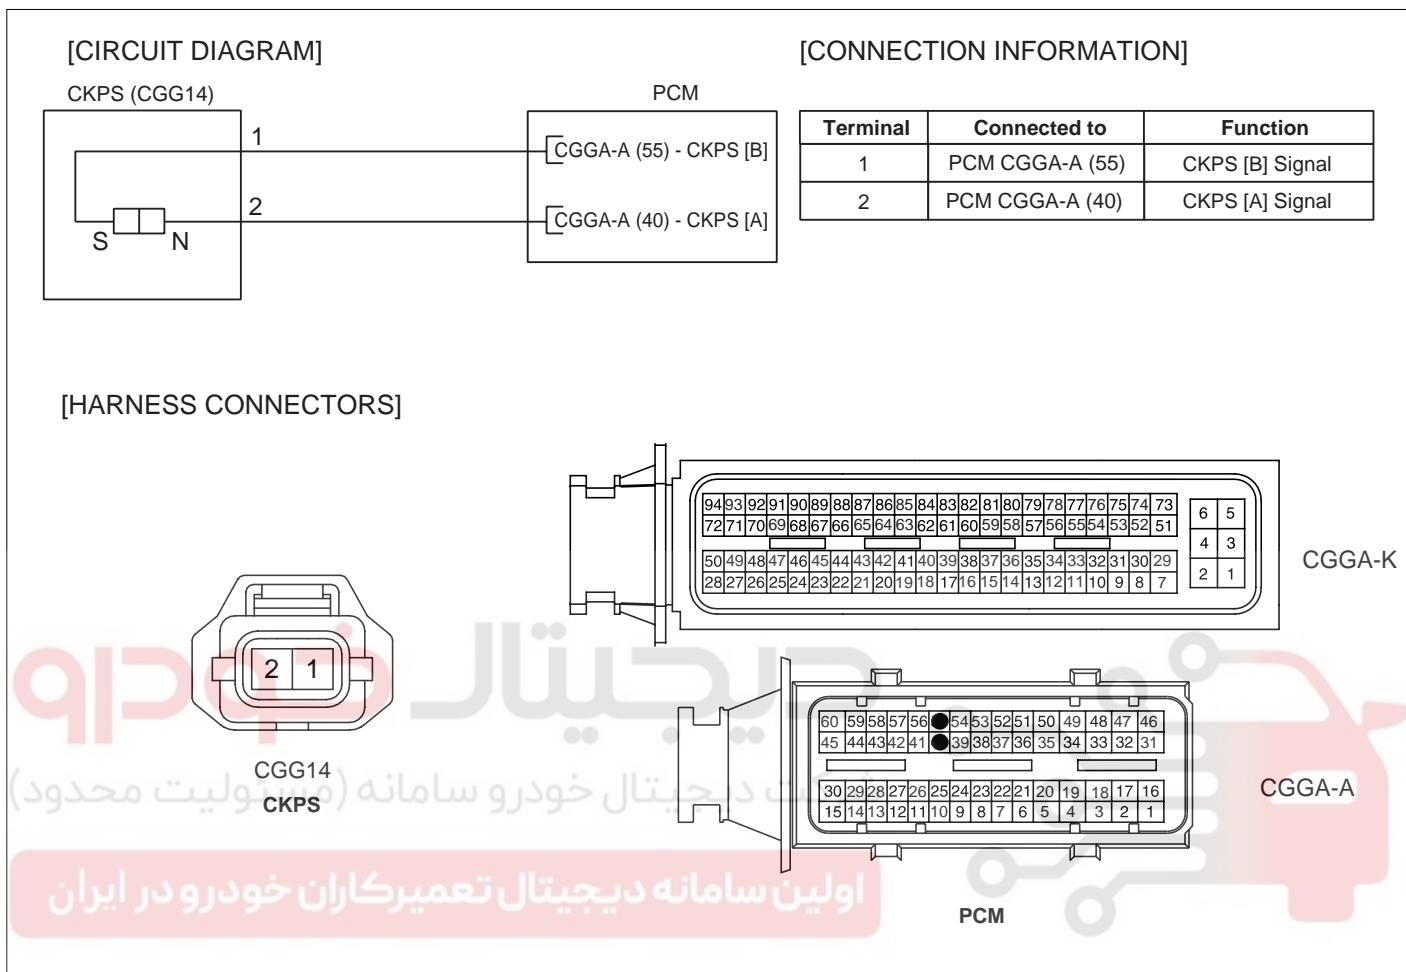 [CIRCUIT DIAGRAM]
CKPS (CGG14)
PCM
1
CGGA-A (55) - CKPS [B]
2
CGGA-A (40) - CKPS [A]
S N
[CONNECTION INFORMATION]
Terminal Connected to Function
1 PCM CGGA-A (55) CKPS [B] Signal
2 PCM CGGA-A (40) CKPS [A] Signal
[HARNESS CONNECTORS]
94 93 92 91 90 89 88 87 86 85 84 83 82 81 80 79 78 77 76 75 74 73
72 71 70 69 68 67 66 65 64 63 62 61 60 59 58 57 56 55 54 53 52 51
50 49 48 47 46 45 44 43 42 41 40 39 38 37 36 35 34 33 32 31 30 29
28 27 26 25 24 23 22 21 20 19 18 17 16 15 14 13 12 11 10 9 8 7
6 5
4 3
2 1
CGGA-K
2 1
CGG14
CKPS
60 59 58 57 56 54 53 52 51 50 49 48 47 46
45 44 43 42 41 39 38 37 36 35 34 33 32 31
30 29 28 27 26 25 24 23 22 21 20 19 18 17 16
15 14 13 12 11 10 9 8 7 6 5 4 3 2 1
CGGA-A
PCM
دیجیتال خودرو
شرکت دیجیتال خودرو سامانه (مسئولیت محدود)
اولین سامانه دیجیتال تعمیرکاران خودرو در ایران